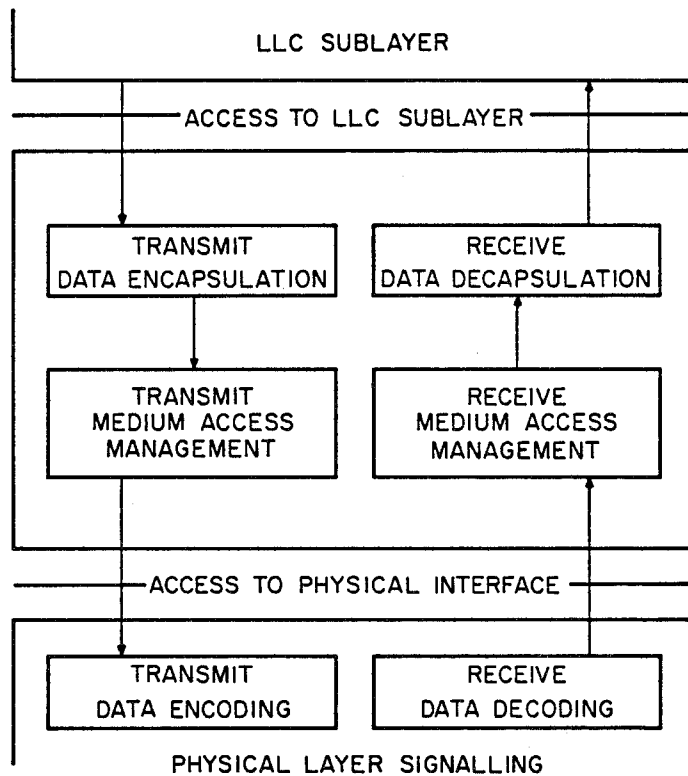 LLC SUBLAYER
ACCESS TO LLC SUBLAYER
TRANSMIT
DATA ENCAPSULATION
RECEIVE
DATA DECAPSULATION
TRANSMIT
MEDIUM ACCESS
MANAGEMENT
RECEIVE
MEDIUM ACCESS
MANAGEMENT
ACCESS TO PHYSICAL INTERFACE
TRANSMIT
DATA ENCODING
RECEIVE
DATA DECODING
PHYSICAL LAYER SIGNALLING